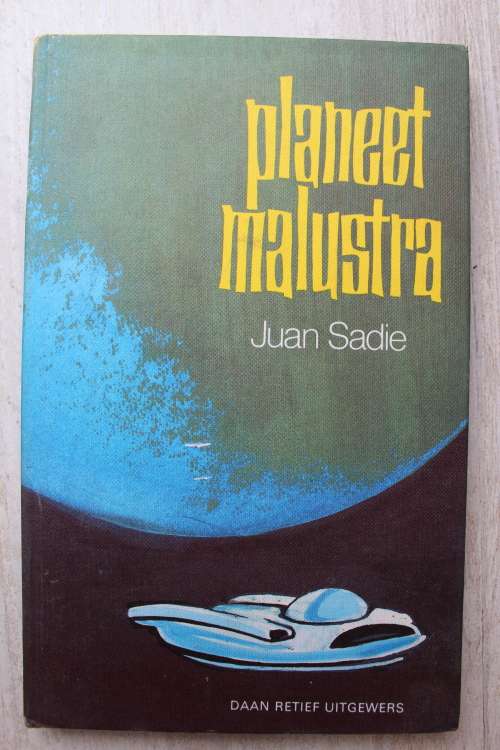 planeet
malustra
Juan Sadie
DAAN RETIEF UITGEWERS